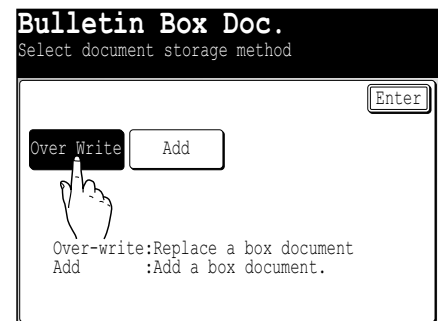 Bulletin Box Doc.
Select document storage method
Enter
Over Write Add
Over-write:Replace a box document
Add :Add a box document.